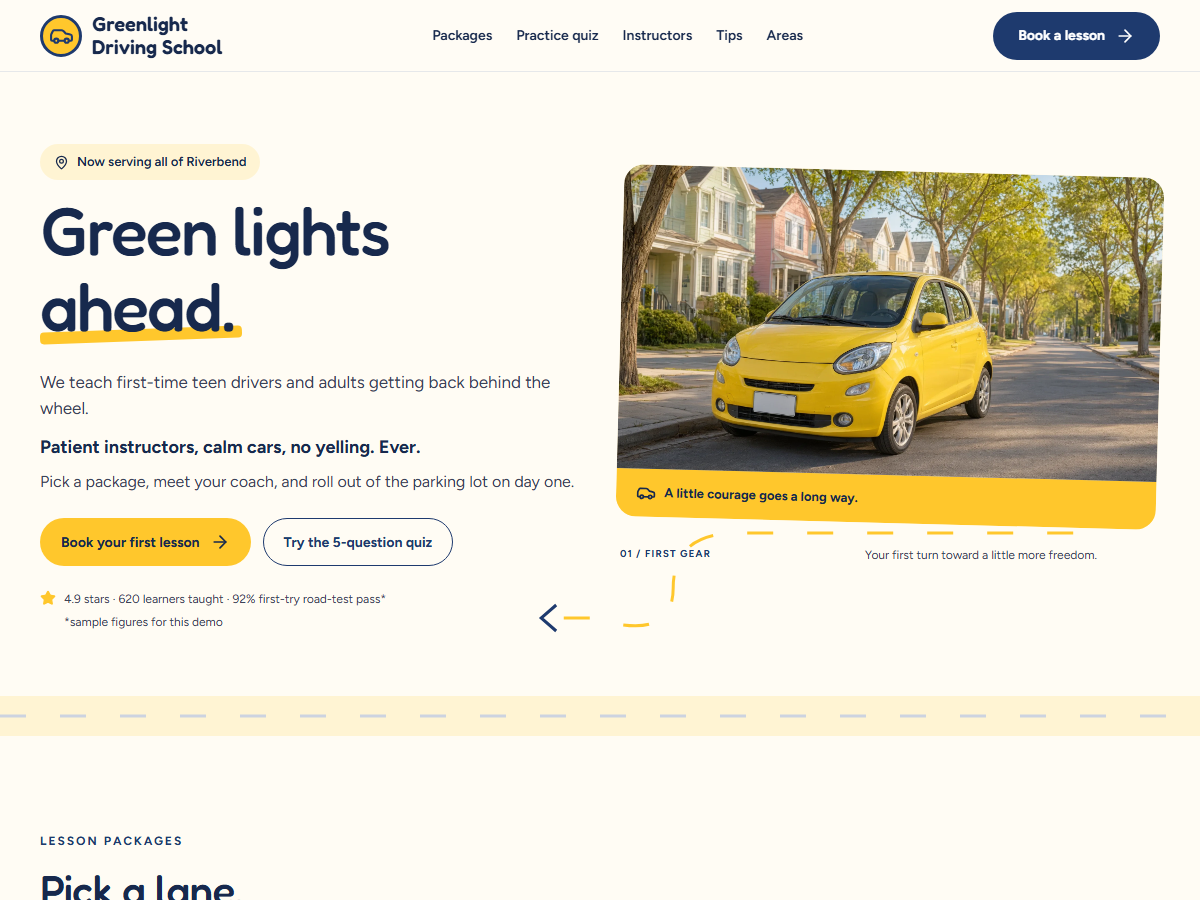 Greenlight
Driving School
Packages
Practice quiz
Instructors
Tips
Areas
Book a lesson
Now serving all of Riverbend
Green lights
ahead.
We teach first-time teen drivers and adults getting back behind the
wheel.
Patient instructors, calm cars, no yelling. Ever.
Pick a package, meet your coach, and roll out of the parking lot on day one.
Book your first lesson
Try the 5-question quiz
4.9 stars · 620 learners taught · 92% first-try road-test pass*
*sample figures for this demo
A little courage goes a long way.
01 / FIRST GEAR
Your first turn toward a little more freedom.
LESSON PACKAGES
Pick a lane.